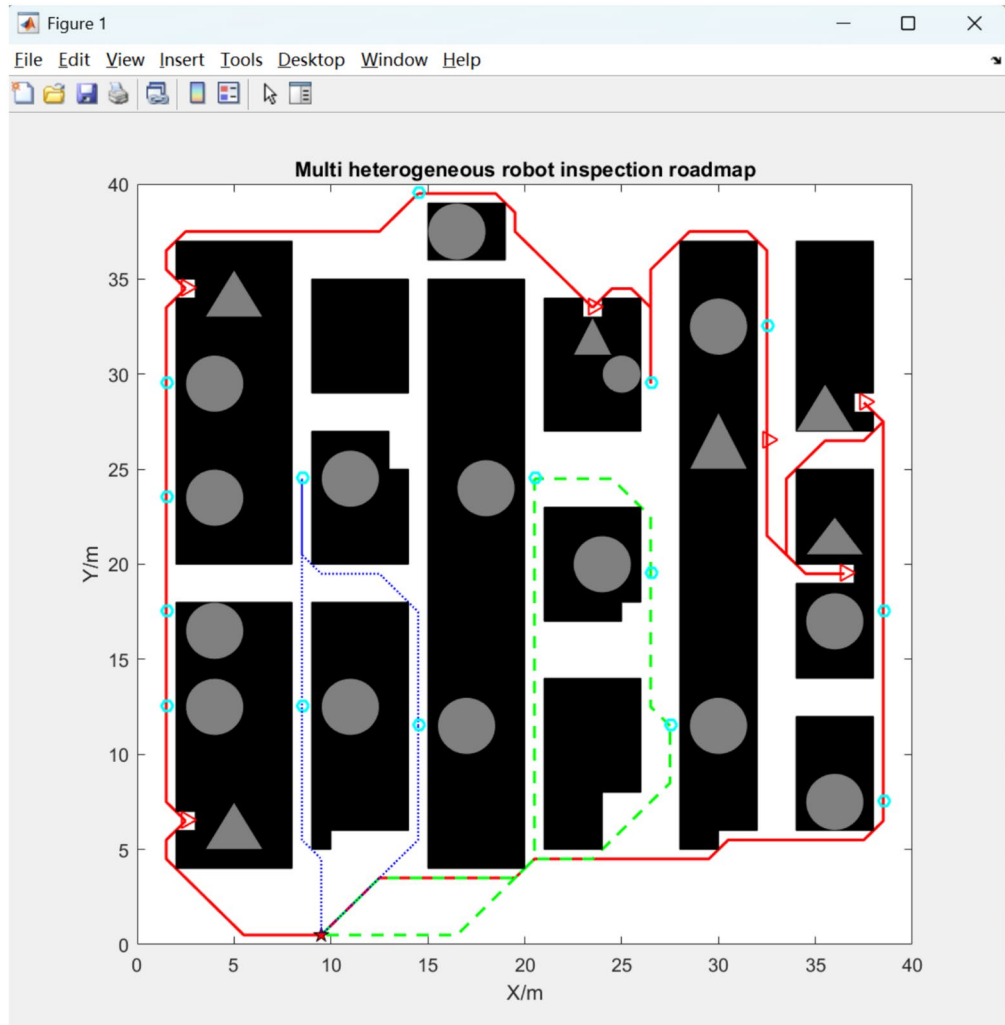 Figure 1
File Edit View Insert Tools Desktop Window Help
Multi heterogeneous robot inspection roadmap
40
35
30
25
20
15
10
5
0
Y/m
0 5 10 15 20 25 30 35 40
X/m